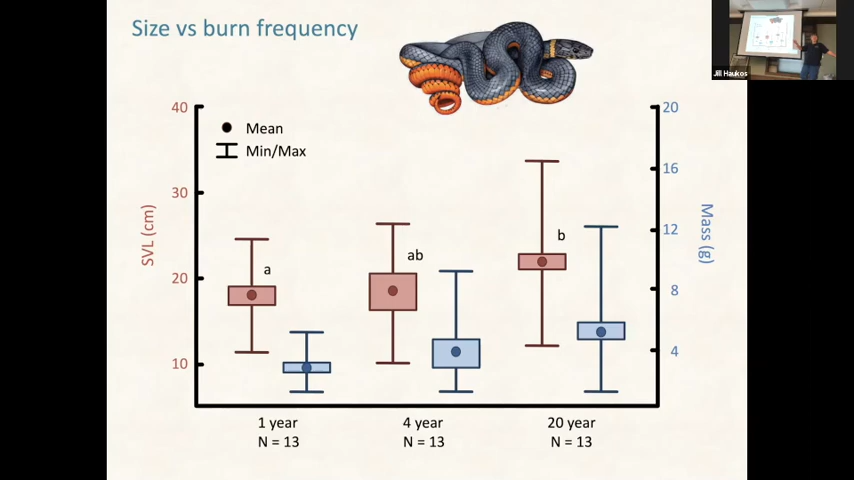 Size vs burn frequency
Jill Haukos
40
30
20
10
SVL (cm)
Mean
Min/Max
a
ab
b
20
16
12
8
4
Mass (g)
1 year
N = 13
4 year
N = 13
20 year
N = 13